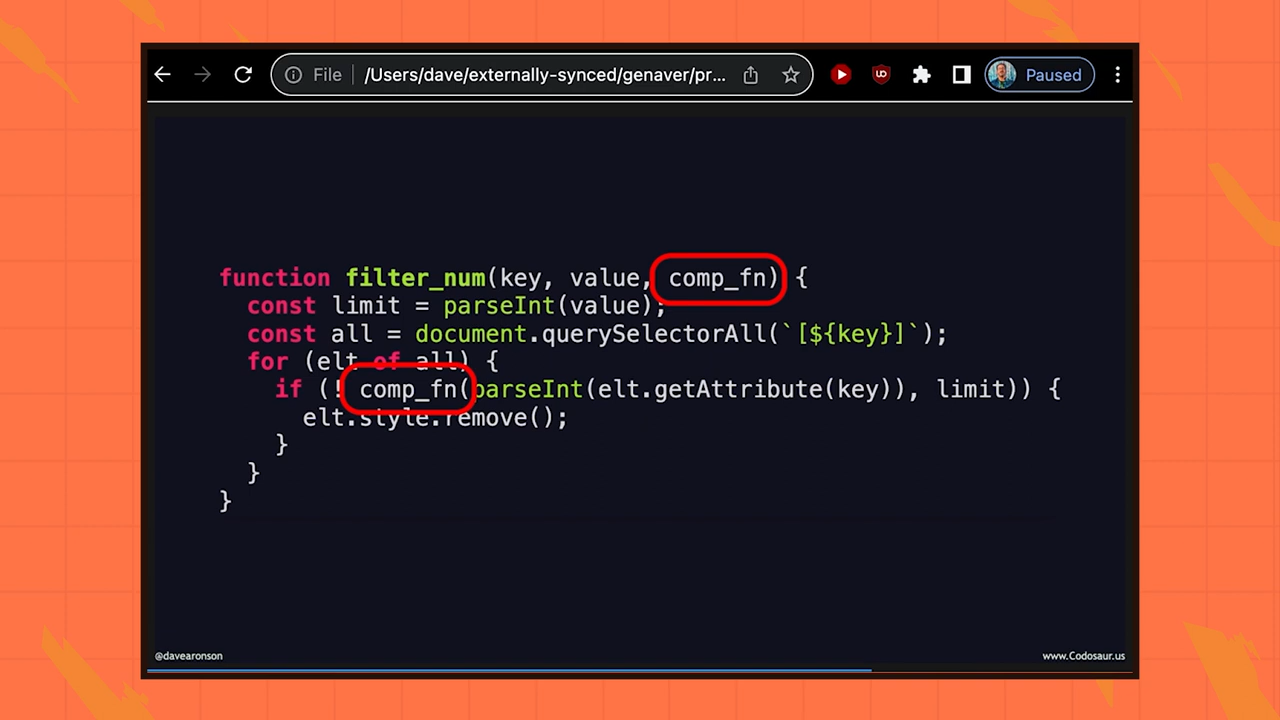 File /Users/dave/externally-synced/genaver/pr... UD Paused
function filter_num(key, value, comp_fn) {
  const limit = parseInt(value);
  const all = document.querySelectorAll(`[${key}]`);
  for (elt of all) {
    if (! comp_fn(parseInt(elt.getAttribute(key)), limit)) {
      elt.style.remove();
    }
  }
}
@davearonson www.Codosaur.us